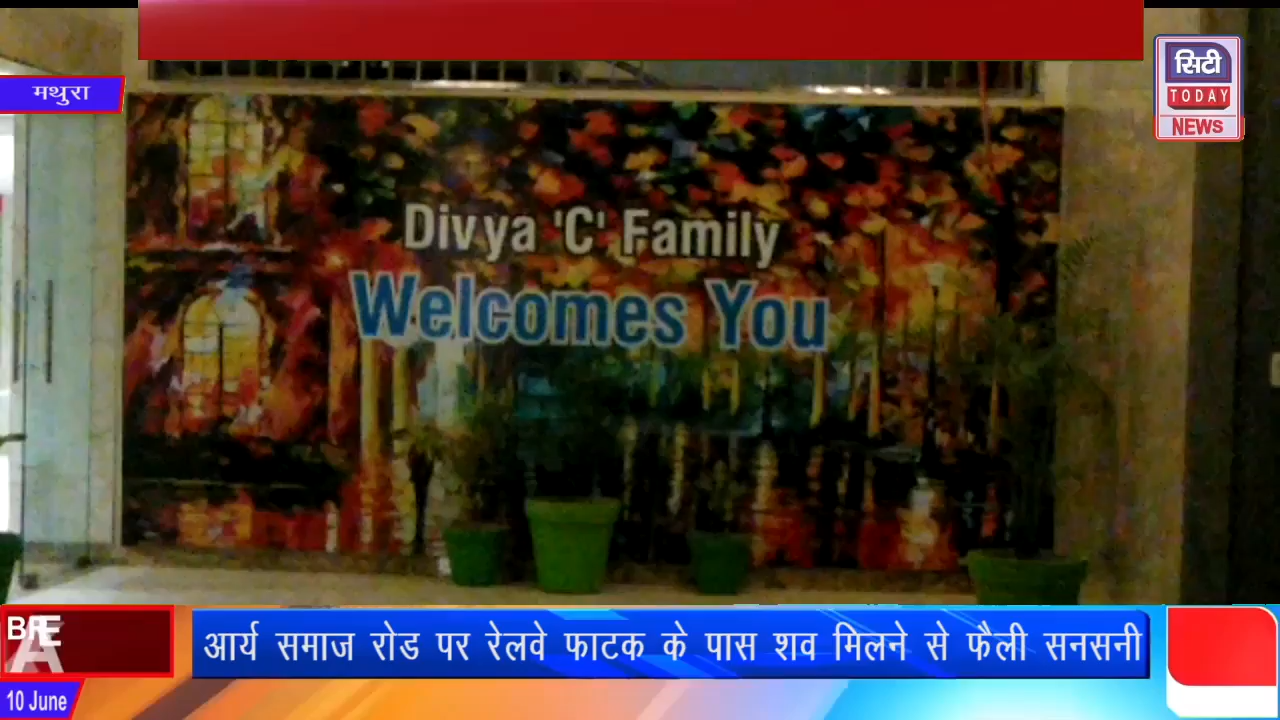 मथुरा
सिटी
TODAY
NEWS
Divya 'C' Family
Welcomes You
आर्य समाज रोड पर रेलवे फाटक के पास शव मिलने से फैली सनसनी
10 June